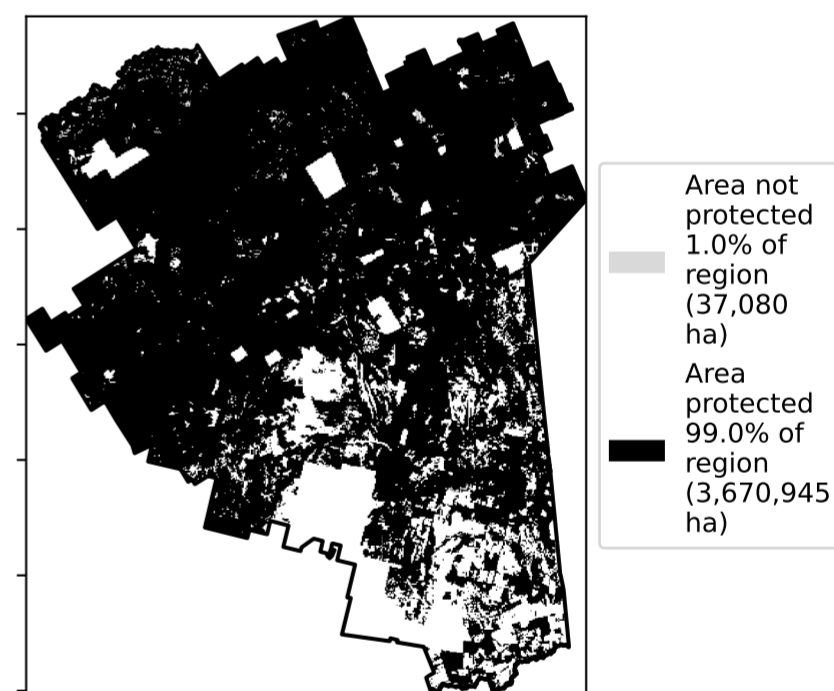 Area not
protected
1.0% of
region
(37,080
ha)
Area
protected
99.0% of
region
(3,670,945
ha)